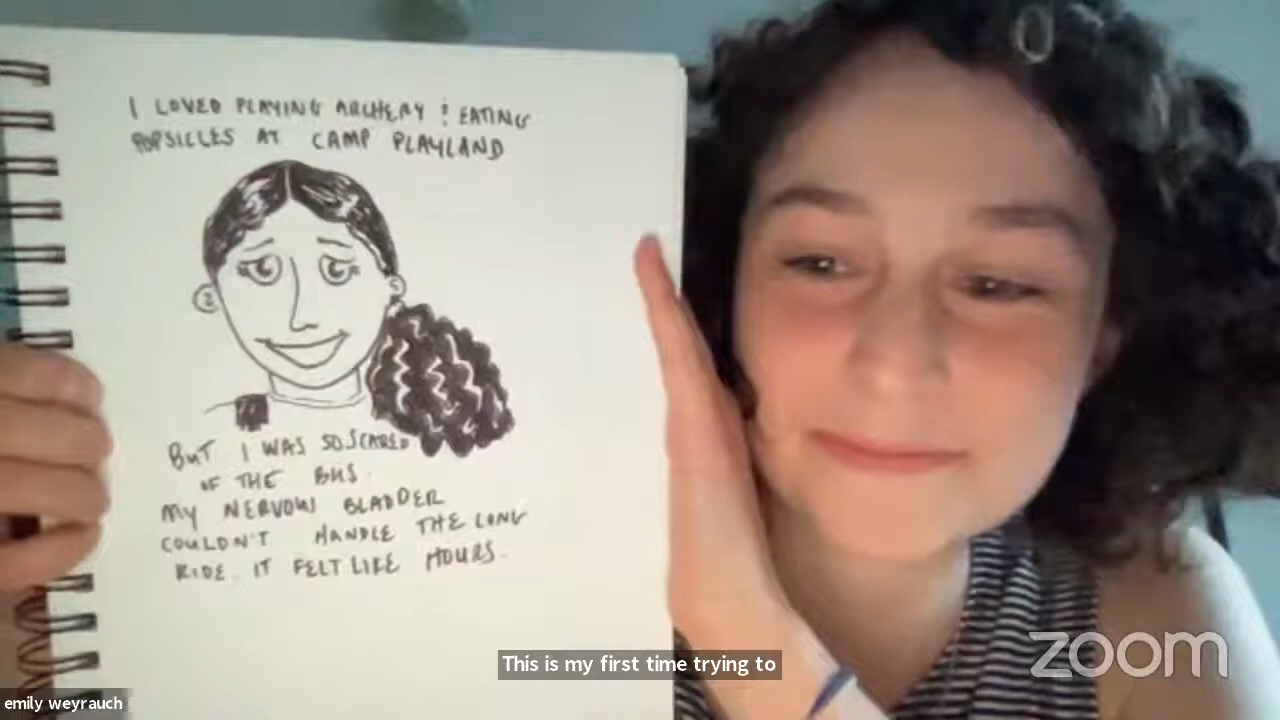 I LOVED PLAYING ARCHERY & EATING
POPSICLES AT CAMP PLAYLAND
BUT I WAS SO SCARED
OF THE BUS.
MY NERVOUS BLADDER
COULDN'T HANDLE THE LONG
RIDE. IT FELT LIKE HOURS.
This is my first time trying to
zoom
emily weyrauch